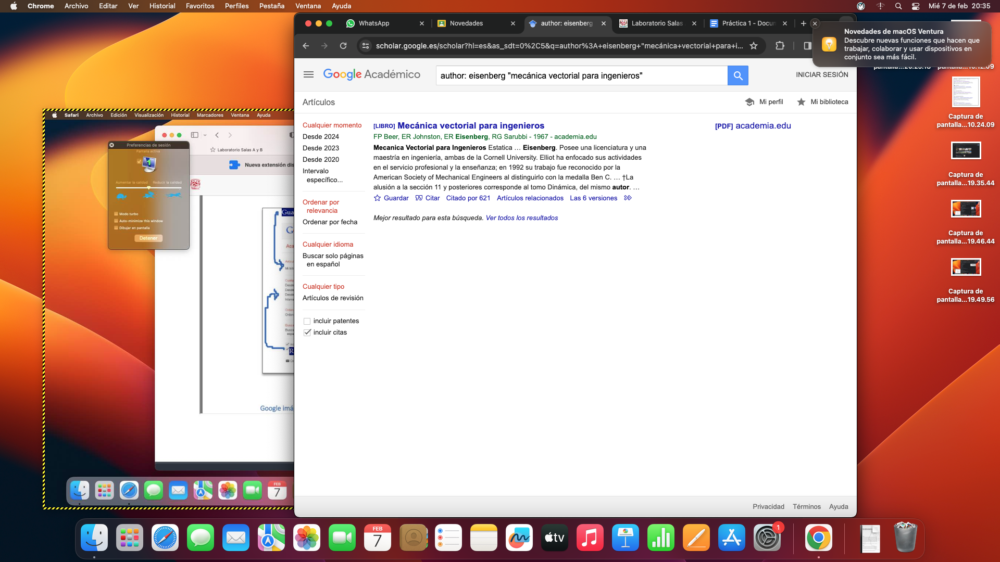 Chrome Archivo Editar Ver Historial Favoritos Perfiles Pestaña Ventana Ayuda
Mié 7 de feb 20:35
WhatsApp
Novedades
author: eisenberg
Laboratorio Salas
Práctica 1 - Docun
scholar.google.es/scholar?hl=es&as_sdt=0%2C5&q=author%3A+eisenberg+"mecánica+vectorial+para+i...
Novedades de macOS Ventura
Descubre nuevas funciones que hacen que
trabajar, colaborar y usar dispositivos en
conjunto sea más fácil.
Google Académico
author: eisenberg "mecánica vectorial para ingenieros"
INICIAR SESIÓN
Artículos
Mi perfil
Mi biblioteca
Cualquier momento
Desde 2024
Desde 2023
Desde 2020
Intervalo
específico...
Ordenar por
relevancia
Ordenar por fecha
Cualquier idioma
Buscar solo páginas
en español
Cualquier tipo
Artículos de revisión
incluir patentes
incluir citas
[LIBRO] Mecánica vectorial para ingenieros
FP Beer, ER Johnston, ER Eisenberg, RG Sarubbi - 1967 - academia.edu
Mecanica Vectorial para Ingenieros Estatica … Eisenberg. Posee una licenciatura y una
maestría en ingeniería, ambas de la Cornell University. Elliot ha enfocado sus actividades
en el servicio profesional y la enseñanza; en 1992 su trabajo fue reconocido por la
American Society of Mechanical Engineers al distinguirlo con la medalla Ben C. … †La
alusión a la sección 11 y posteriores corresponde al tomo Dinámica, del mismo autor. …
Guardar Citar Citado por 621 Artículos relacionados Las 6 versiones
Mejor resultado para esta búsqueda. Ver todos los resultados
[PDF] academia.edu
Privacidad Términos Ayuda
pantalla...10.12.09
Captura de
pantalla...10.24.09
Captura de
pantalla...19.35.44
Captura de
pantalla...19.46.44
Captura de
pantalla...19.49.56
Safari Archivo Edición Visualización Historial Marcadores Ventana Ayuda
Preferencias de sesión
Pantalla activa
1
Aumentar la calidad Reducir la calidad
Modo turbo
Auto-minimize this window
Dibujar en pantalla
Detener
Laboratorio Salas A y B
Nueva extensión dis
Gua
G
Google imá
FEB
7
FEB
7
tv
1